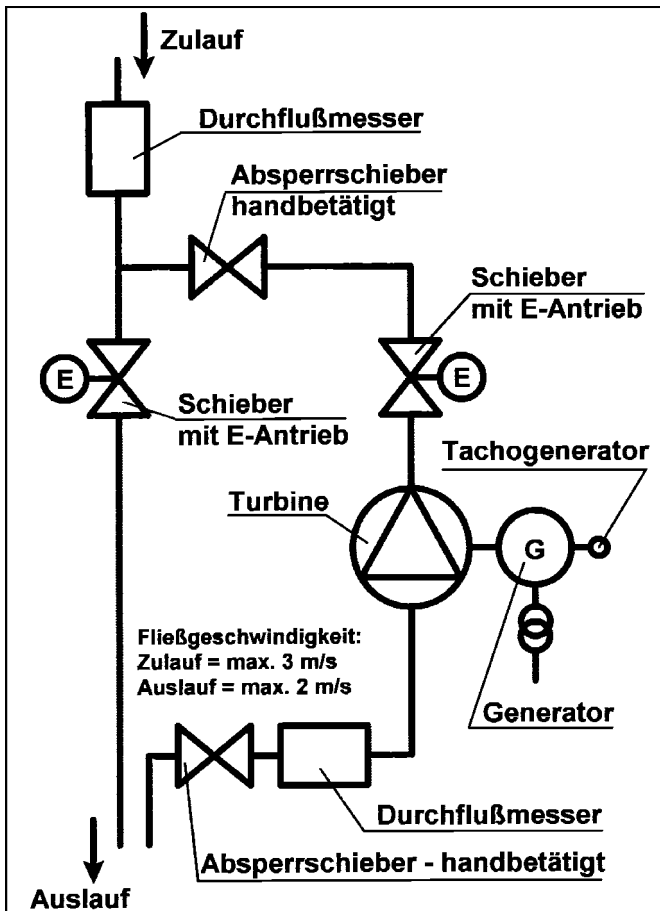 Zulauf
Durchflußmesser
Absperrschieber
handbetätigt
Schieber
mit E-Antrieb
E
E
Schieber
mit E-Antrieb
Tachogenerator
Turbine
G
Fließgeschwindigkeit:
Zulauf = max. 3 m/s
Auslauf = max. 2 m/s
Generator
Durchflußmesser
Absperrschieber - handbetätigt
Auslauf